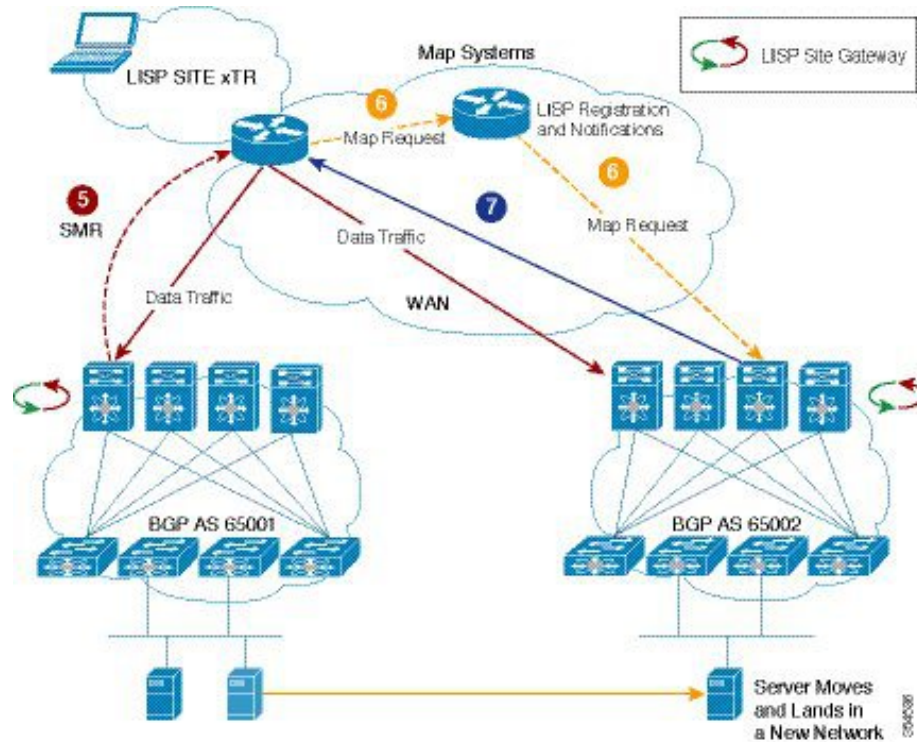 Map Systems
LISP Site Gateway
LISP SITE xTR
6
LISP Registration
and Notifications
Map Request
6
5
SMR
7
Map Request
Data Traffic
Data Traffic
WAN
BGP AS 65001
BGP AS 65002
Server Moves
and Lands in
a New Network